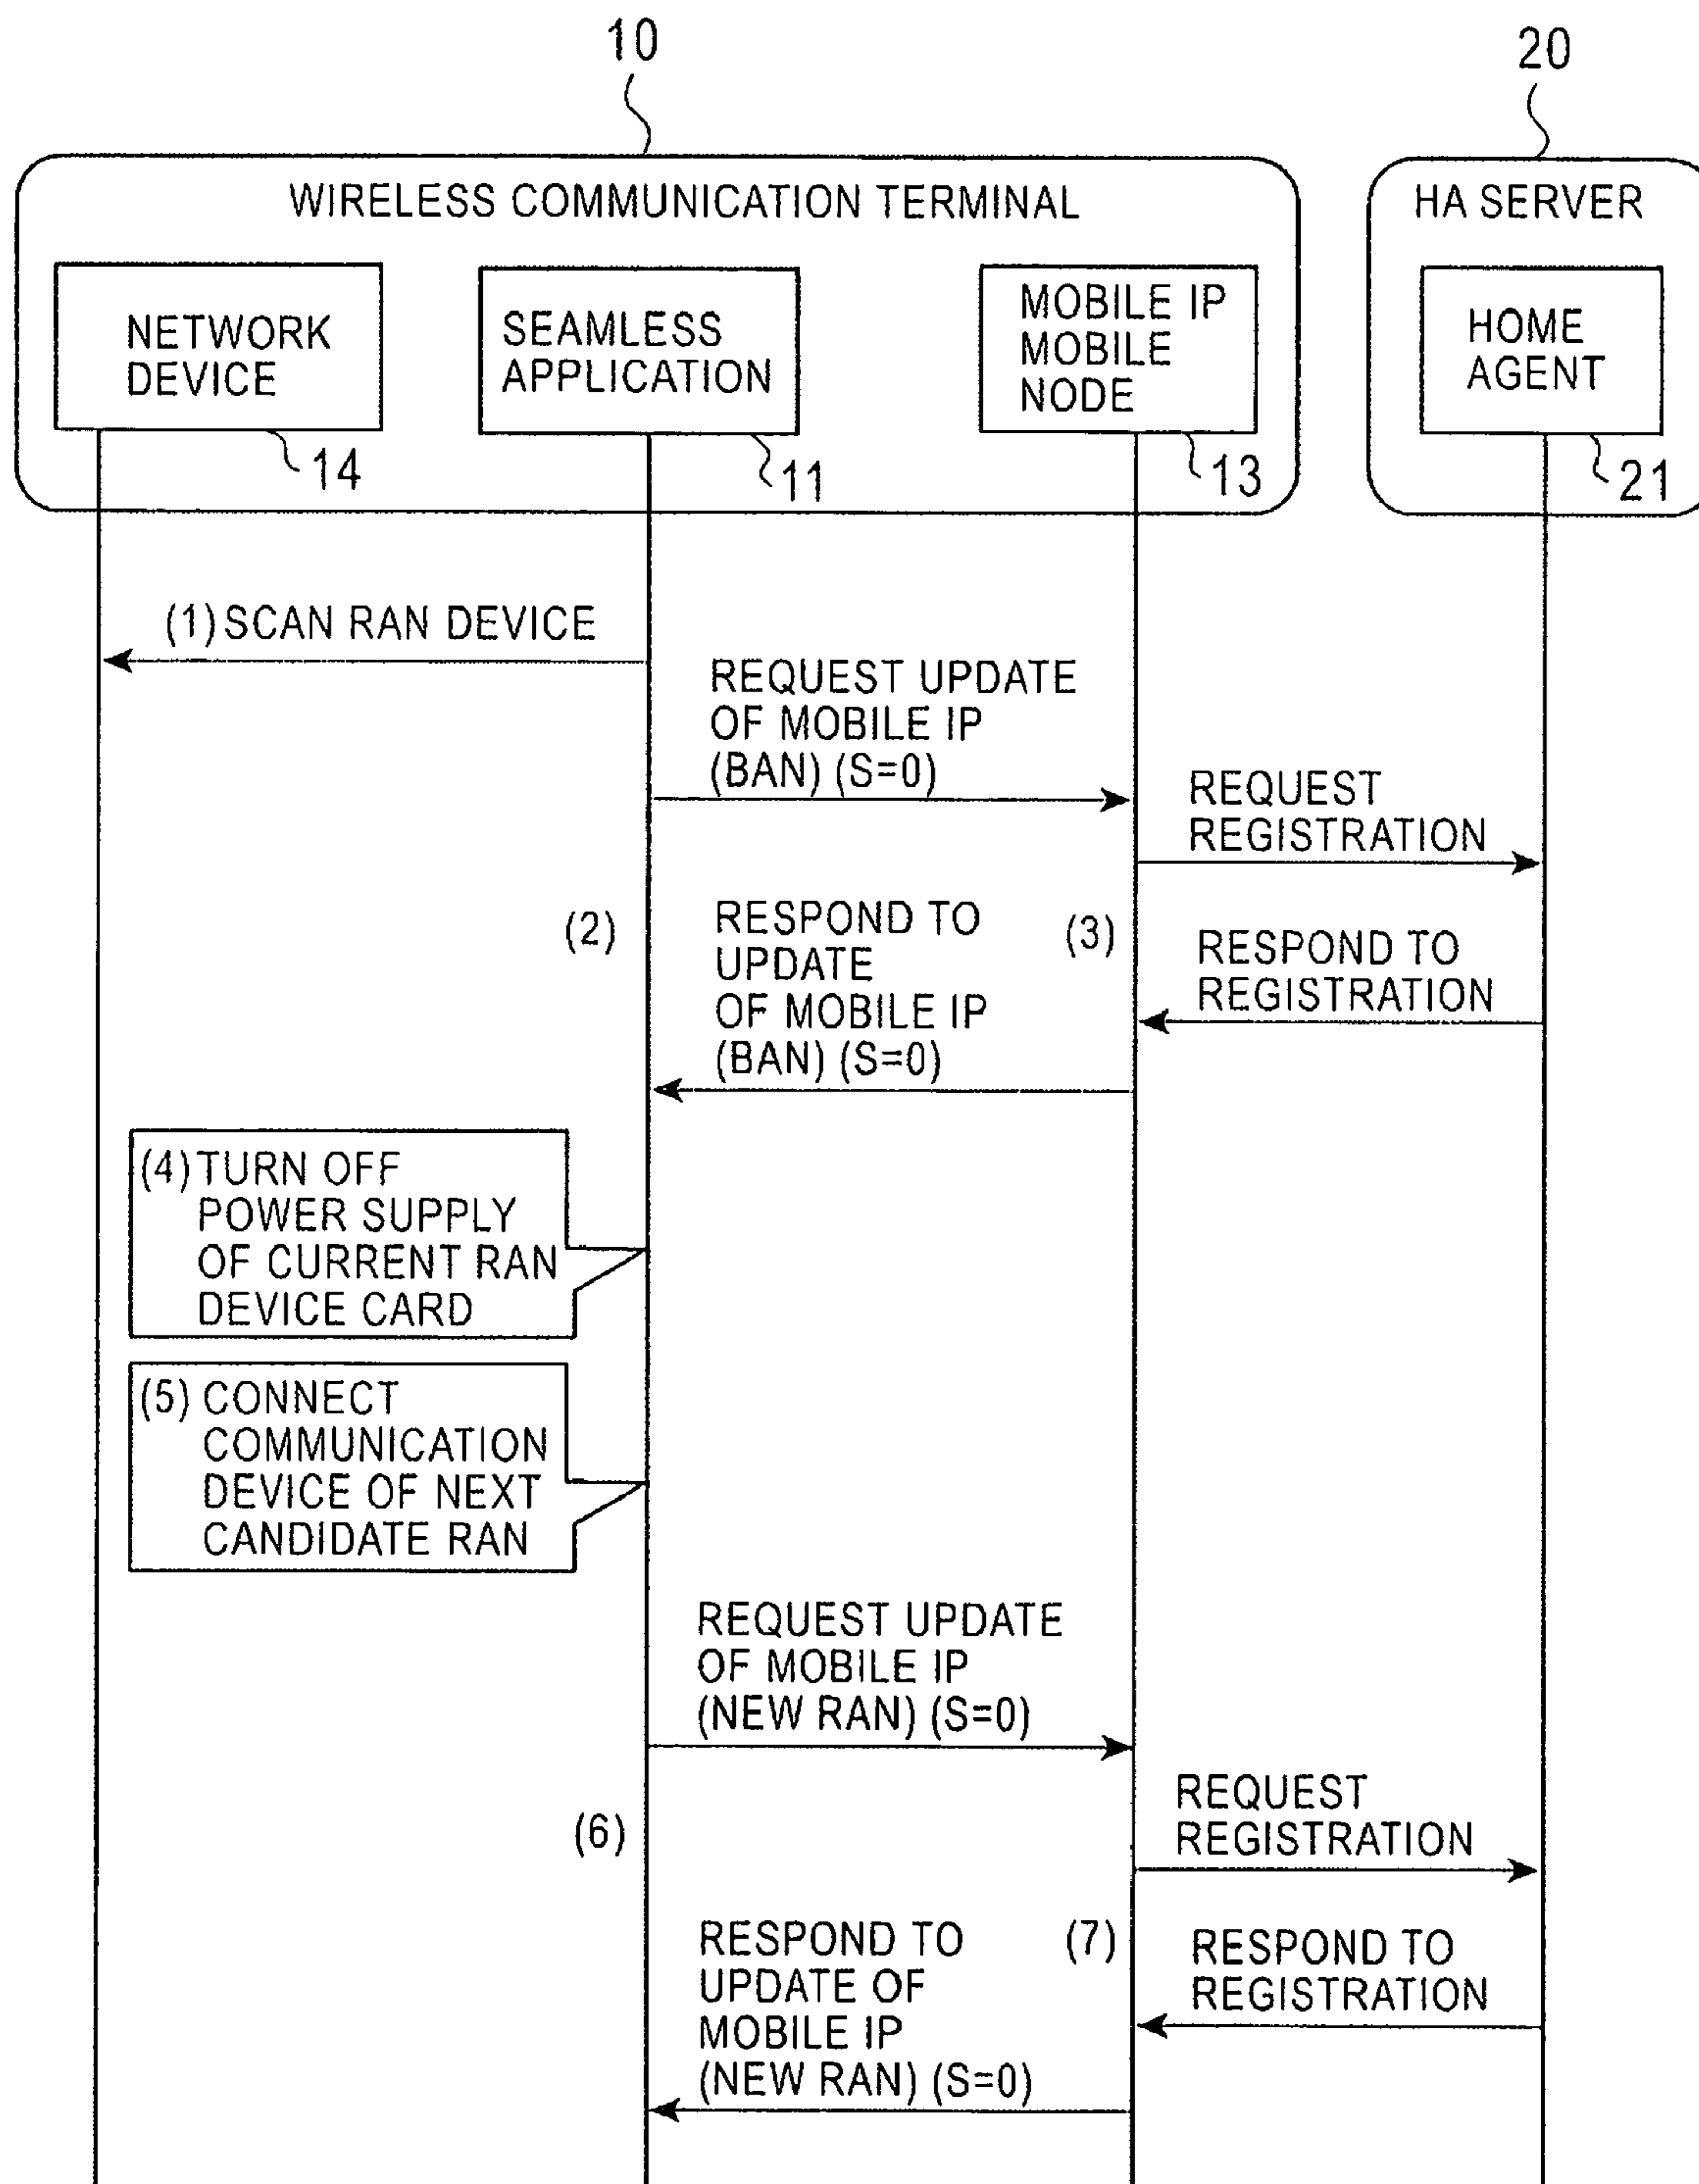 10
20
WIRELESS COMMUNICATION TERMINAL
HA SERVER
NETWORK
DEVICE
14
SEAMLESS
APPLICATION
11
MOBILE IP
MOBILE
NODE
13
HOME
AGENT
21
(1) SCAN RAN DEVICE
REQUEST UPDATE
OF MOBILE IP
(BAN) (S=0)
REQUEST
REGISTRATION
(2)
RESPOND TO
UPDATE
OF MOBILE IP
(BAN) (S=0)
(3)
RESPOND TO
REGISTRATION
(4) TURN OFF
POWER SUPPLY
OF CURRENT RAN
DEVICE CARD
(5) CONNECT
COMMUNICATION
DEVICE OF NEXT
CANDIDATE RAN
REQUEST UPDATE
OF MOBILE IP
(NEW RAN) (S=0)
REQUEST
REGISTRATION
(6)
RESPOND TO
UPDATE OF
MOBILE IP
(NEW RAN) (S=0)
(7)
RESPOND TO
REGISTRATION